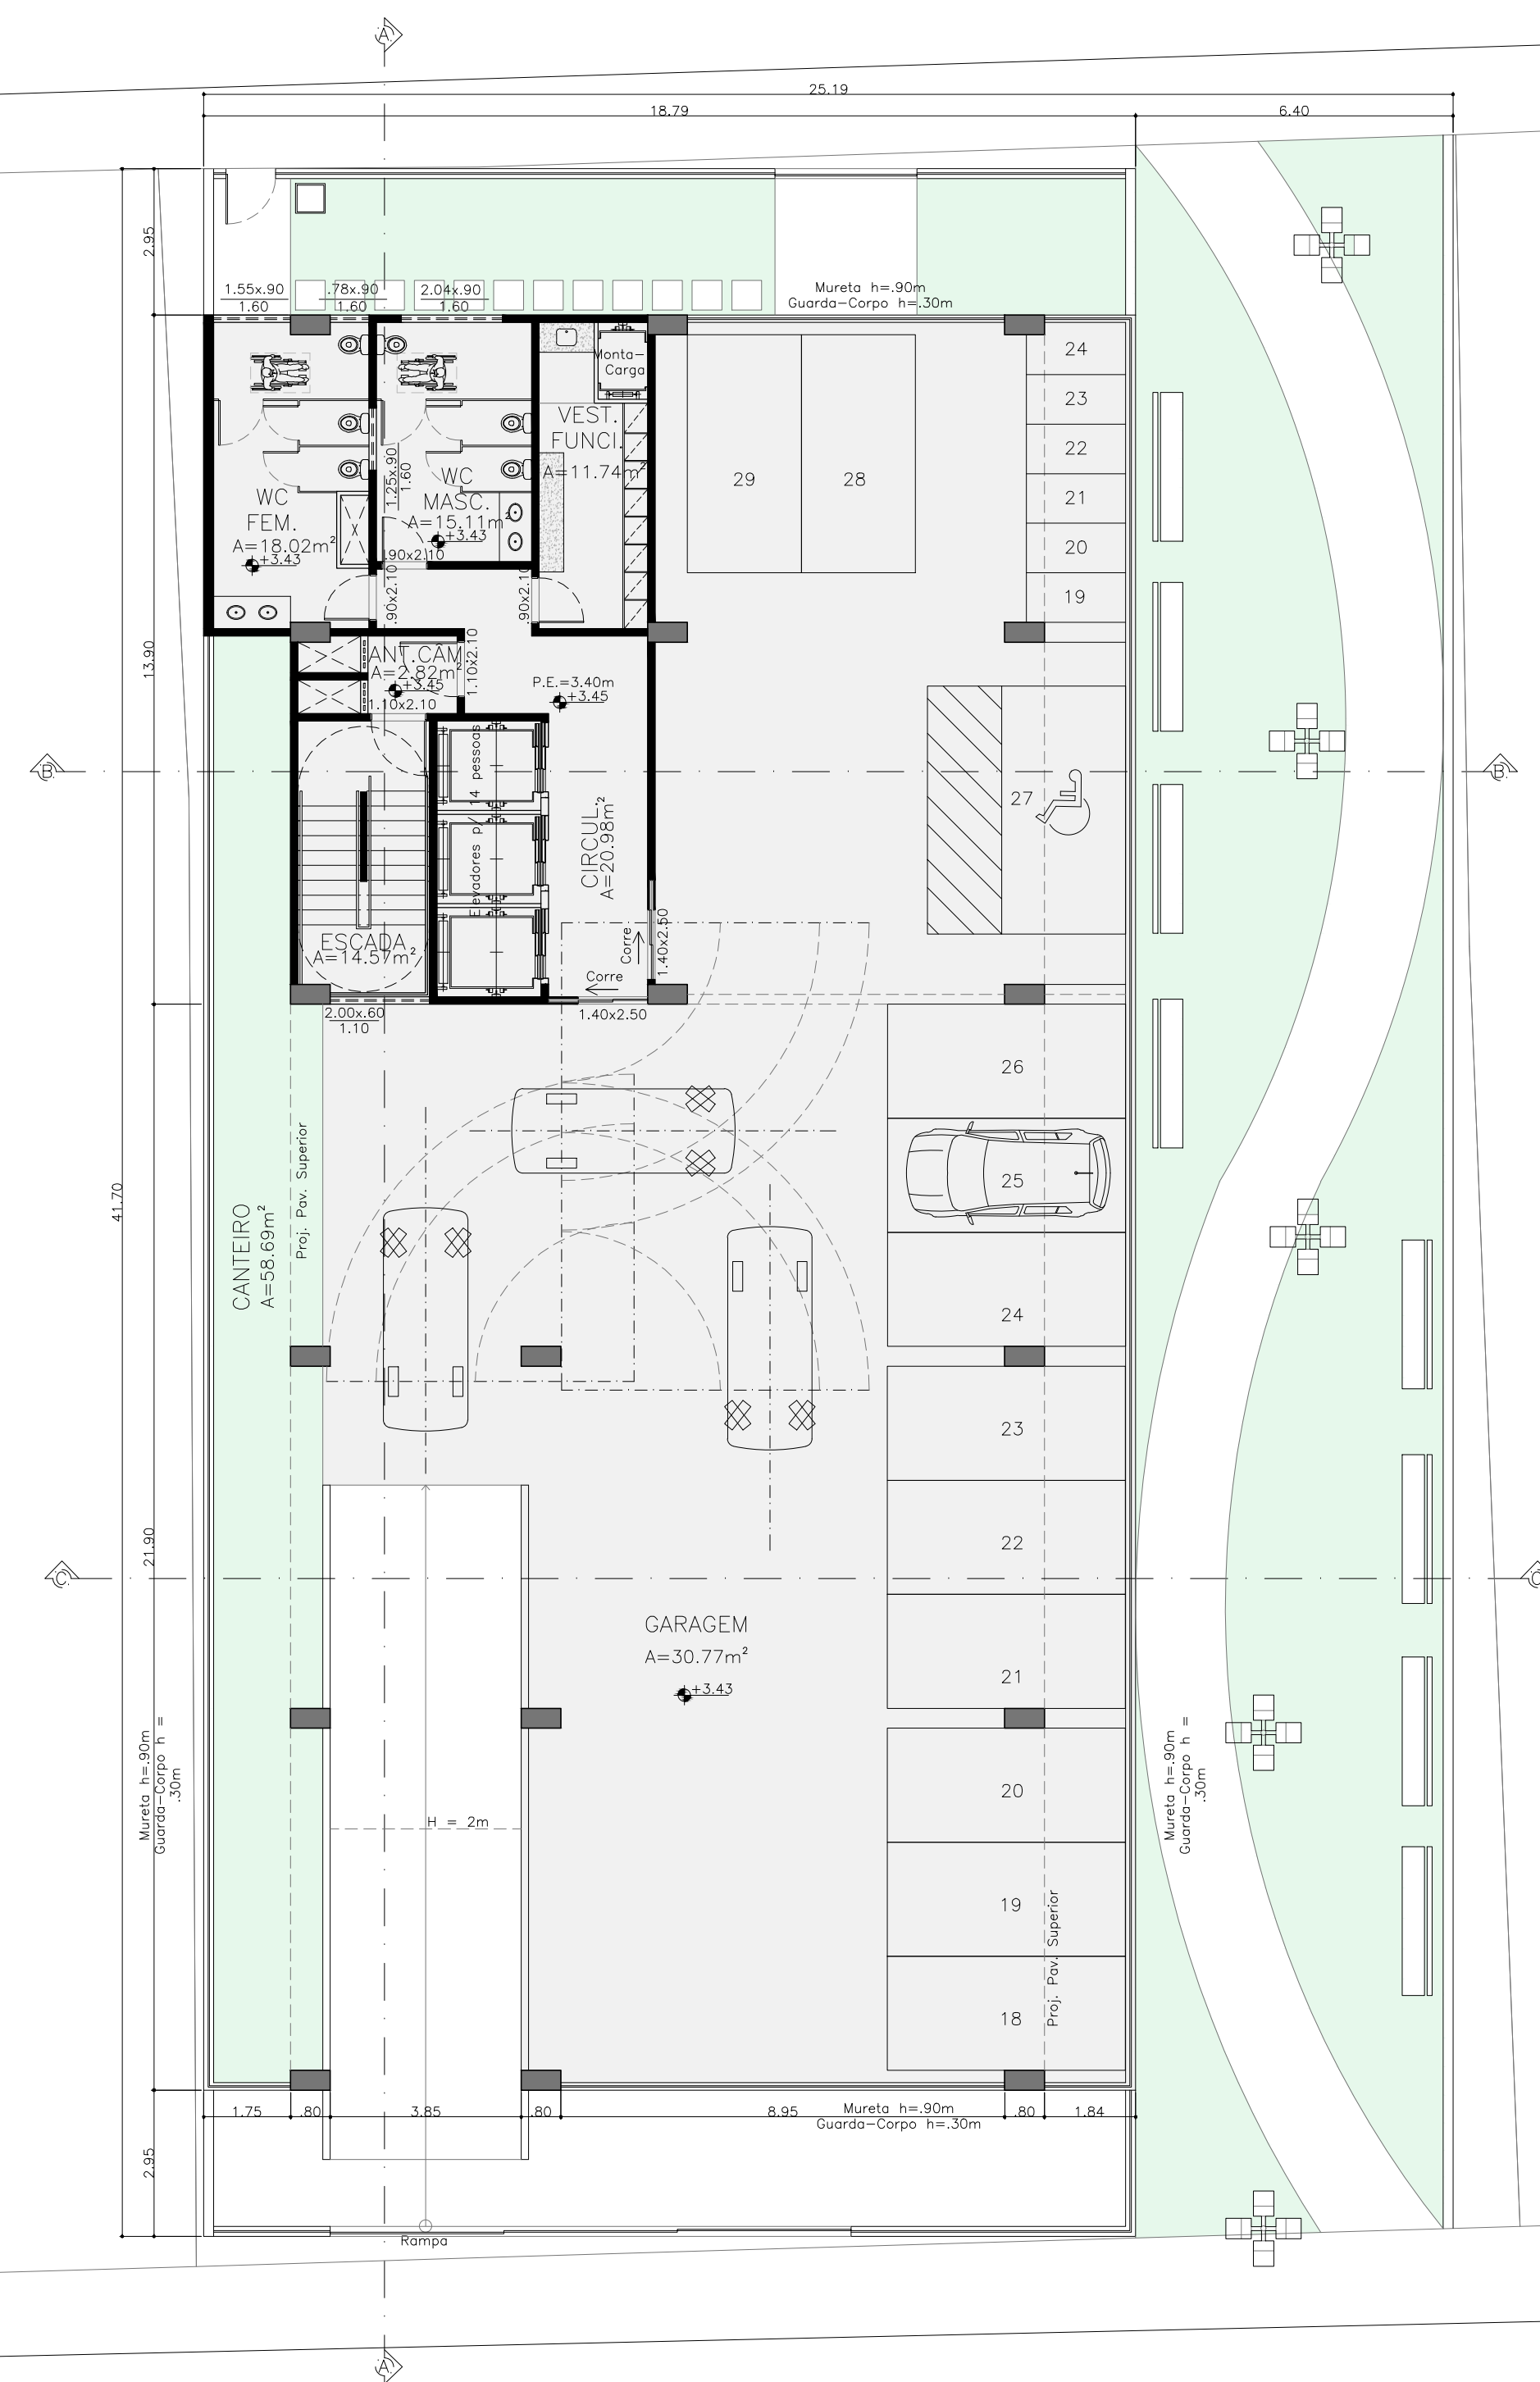 A.
25.19
18.79
6.40
2.95
1.55x.90
1.60
.78x.90
1.60
2.04x.90
1.60
Mureta h=.90m
Guarda-Corpo h=.30m
Monta-
Carga
VEST.
FUNCI.
A=11.74m²
29
28
24
23
22
21
20
19
WC
FEM.
A=18.02m²
+3.43
1.25x.90
1.60
WC
MASC.
A=15.11m²
+3.43
.90x2.10
.90x2.10
.90x2.10
13.90
ANT.CÂM.
A=2.82m²
+3.45
1.10x2.10
1.10x2.10
P.E.=3.40m
+3.45
B.
B.
Elevadores p/ 14 pessoas
CIRCUL.
A=20.98m²
27
ESCADA
A=14.57m²
Corre
Corre
1.40x2.50
1.40x2.50
2.00x.60
1.10
26
25
24
23
22
21
20
19
18
41.70
CANTEIRO
A=58.69m²
Proj. Pav. Superior
21.90
C.
GARAGEM
A=30.77m²
+3.43
Mureta h=.90m
Guarda-Corpo h =
.30m
H = 2m
Mureta h=.90m
Guarda-Corpo h =
.30m
Proj. Pav. Superior
1.75
.80
3.85
.80
8.95
.80
1.84
Mureta h=.90m
Guarda-Corpo h=.30m
2.95
Rampa
A.